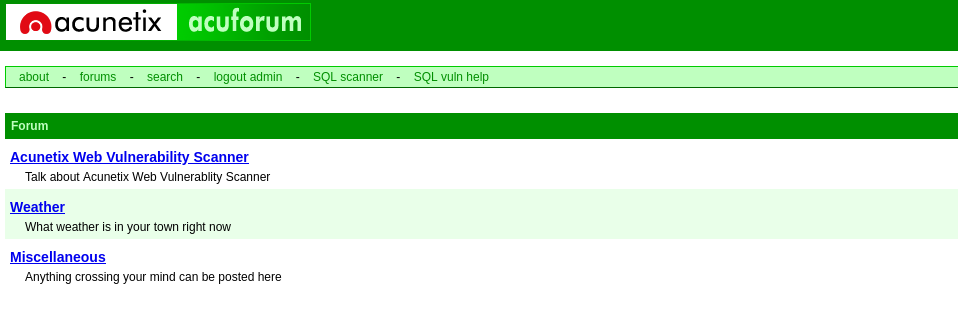 acunetix acuforum
about - forums - search - logout admin - SQL scanner - SQL vuln help
Forum
Acunetix Web Vulnerability Scanner
Talk about Acunetix Web Vulnerablity Scanner
Weather
What weather is in your town right now
Miscellaneous
Anything crossing your mind can be posted here